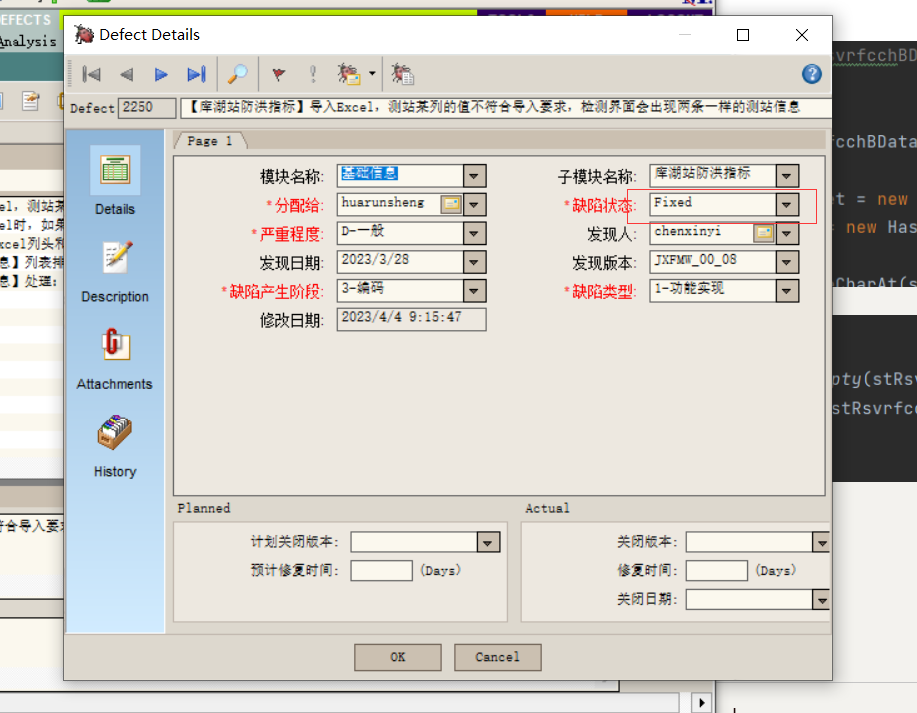 EFECTS
Analysis
Defect Details
Defect 2250 【库湖站防洪指标】导入Excel，测站某列的值不符合导入要求，检测界面会出现两条一样的测站信息
Page 1
Details
Description
Attachments
History
模块名称: 基础信息 子模块名称: 库湖站防洪指标
*分配给: huarunsheng *缺陷状态: Fixed
*严重程度: D-一般 发现人: chenxinyi
发现日期: 2023/3/28 发现版本: JXFMW_00_08
*缺陷产生阶段: 3-编码 *缺陷类型: 1-功能实现
修改日期: 2023/4/4 9:15:47
Planned Actual
计划关闭版本: 关闭版本:
预计修复时间: (Days) 修复时间: (Days)
关闭日期:
OK Cancel
el，测站某
el时，如果
xcel列头和
息】列表排
息】处理：
符合导入要求
vrfcchBD
fcchBData
t = new
= new Has
CharAt(s
pty(stRsv
stRsvrfcc